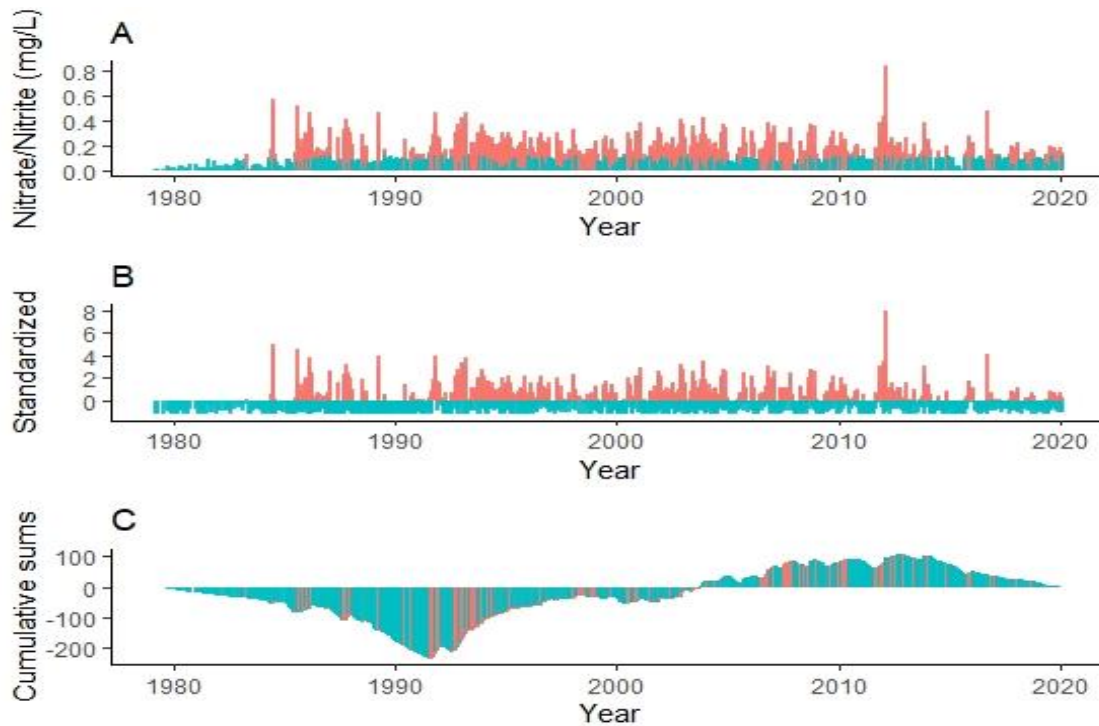 A
Nitrate/Nitrite (mg/L)
0.8
0.6
0.4
0.2
0.0
1980 1990 2000 2010 2020
Year
B
Standardized
8
6
4
2
0
1980 1990 2000 2010 2020
Year
C
Cumulative sums
100
0
-100
-200
1980 1990 2000 2010 2020
Year